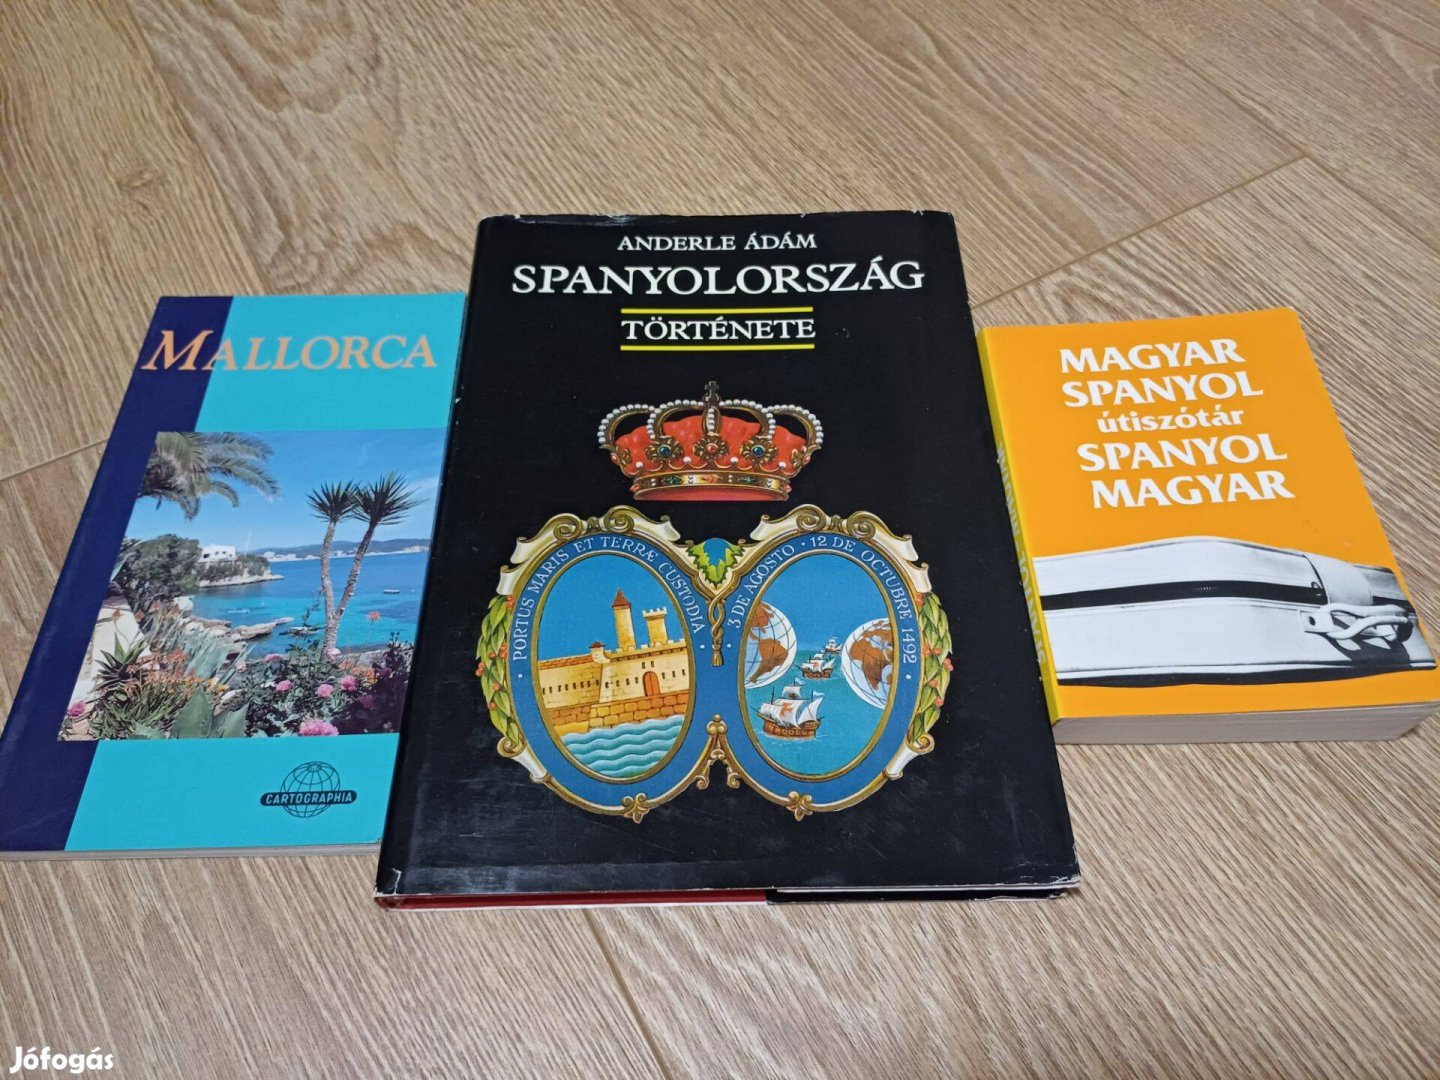 MALLORCA
CARTOGRAPHIA
ANDERLE ÁDÁM
SPANYOLORSZÁG
TÖRTÉNETE
· PORTUS MARIS ET TERRÆ CUSTODIA ·
· 3 DE AGOSTO · 12 DE OCTUBRE 1492
MAGYAR
SPANYOL
útiszótár
SPANYOL
MAGYAR
Jófogás